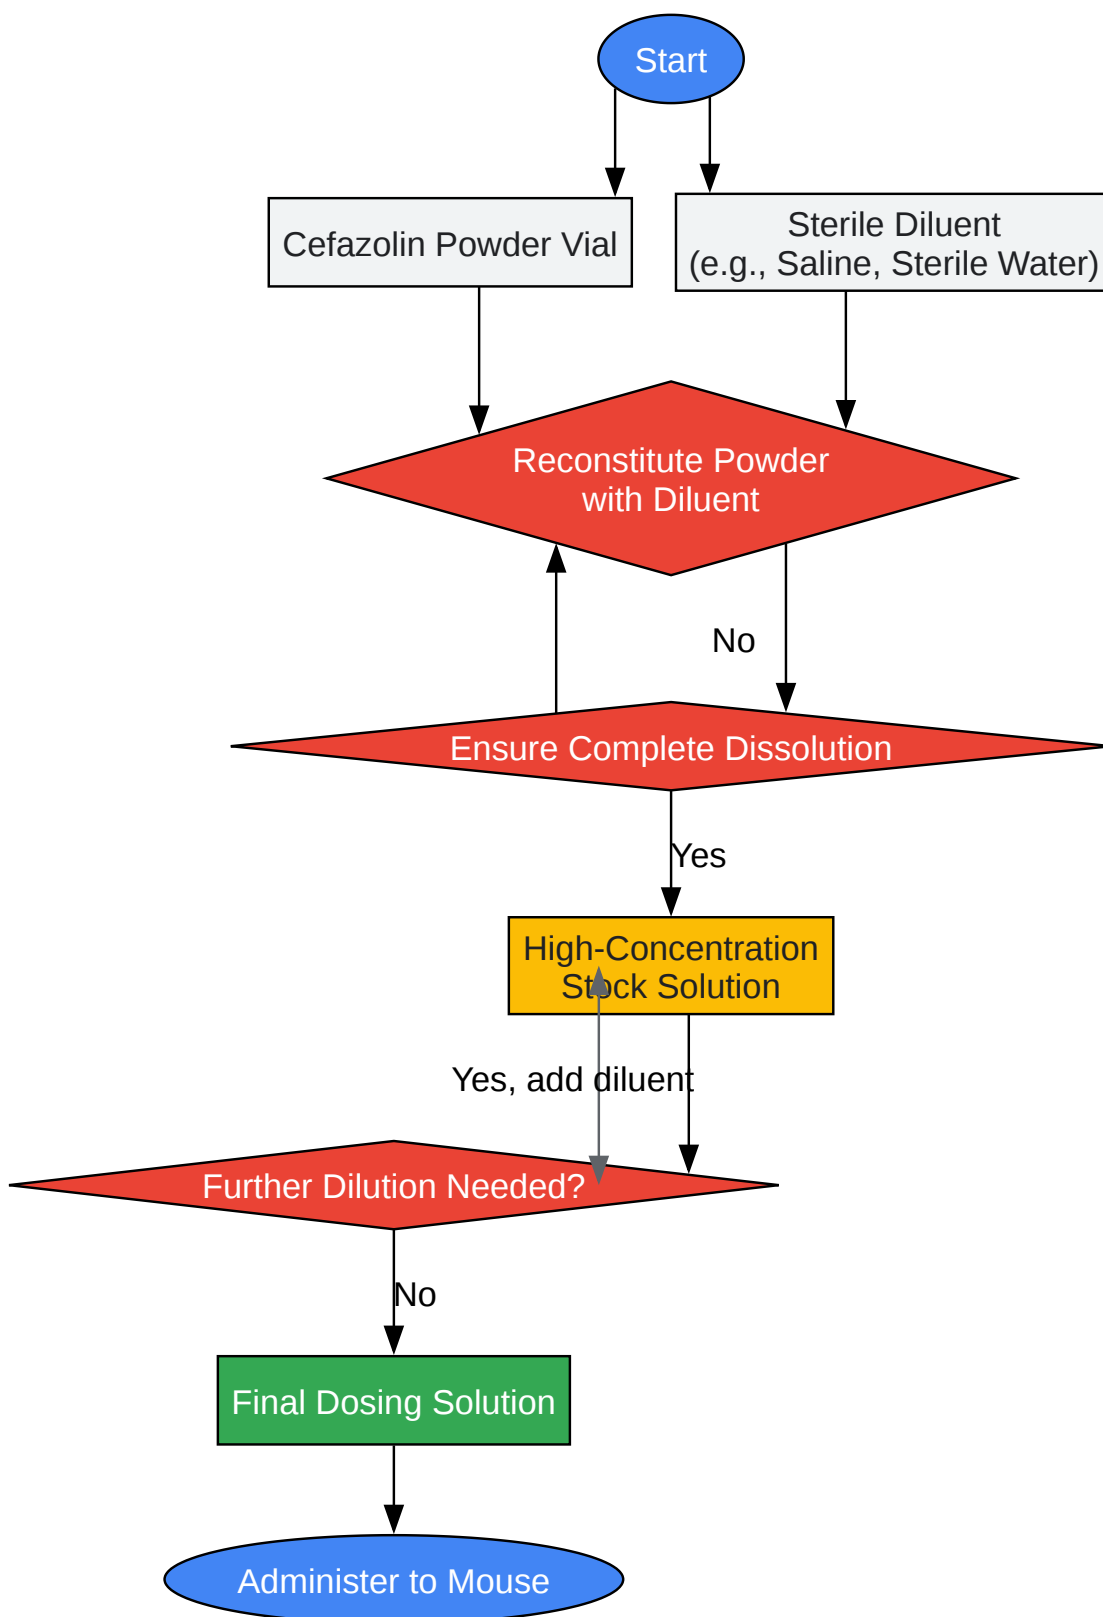 Start
Cefazolin Powder Vial
Sterile Diluent
(e.g., Saline, Sterile Water)
Reconstitute Powder
with Diluent
No
Ensure Complete Dissolution
Yes
High-Concentration
Stock Solution
Yes, add diluent
Further Dilution Needed?
No
Final Dosing Solution
Administer to Mouse